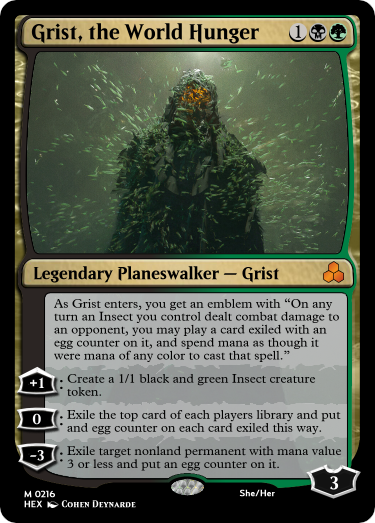 Grist, the World Hunger 1
Legendary Planeswalker — Grist
As Grist enters, you get an emblem with “On any
turn an Insect you control dealt combat damage to
an opponent, you may play a card exiled with an
egg counter on it, and spend mana as though it
were mana of any color to cast that spell.”
+1 : Create a 1/1 black and green Insect creature
token.
0 : Exile the top card of each players library and put
and egg counter on each card exiled this way.
-3 : Exile target nonland permanent with mana value
3 or less and put an egg counter on it.
3
M 0216 She/Her
HEX Cohen Deynarde